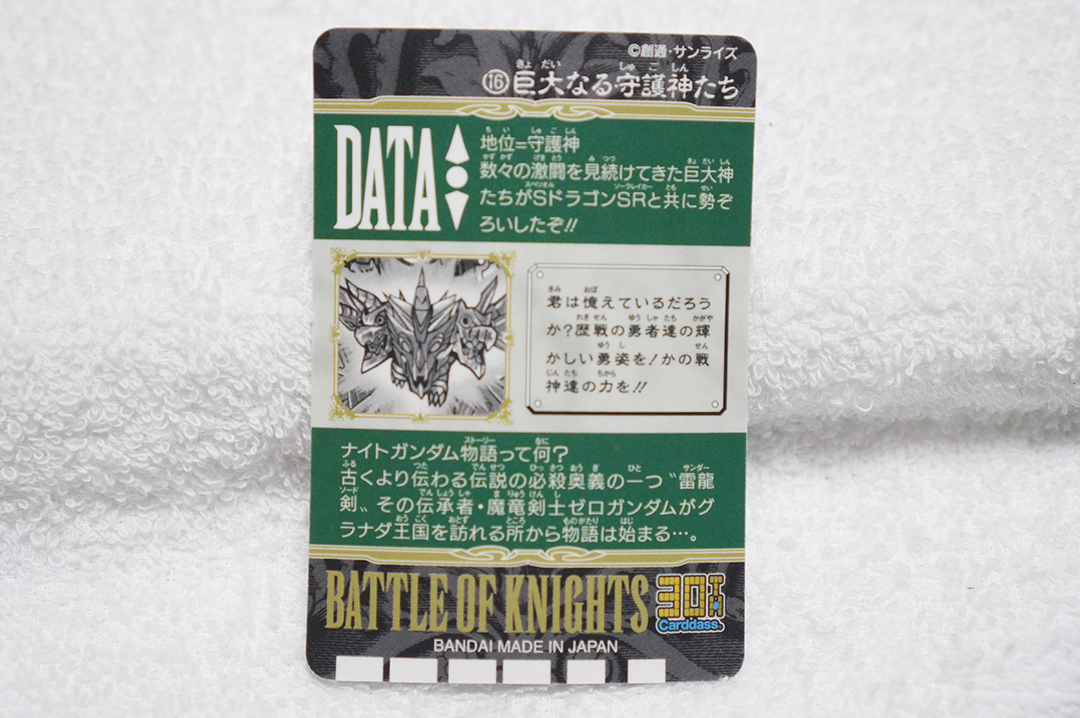 ©創通・サンライズ
⑯巨大なる守護神たち
DATA
地位=守護神
数々の激闘を見続けてきた巨大神
たちがSドラゴンSRと共に勢ぞ
ろいしたぞ!!
君は憶えているだろう
か?歴戦の勇者達の輝
かしい勇姿を!かの戦
神達の力を!!
ナイトガンダム物語って何?
古くより伝わる伝説の必殺奥義の一つ〝雷龍
剣〟その伝承者・魔竜剣士ゼロガンダムがグ
ラナダ王国を訪れる所から物語は始まる…。
BATTLE OF KNIGHTS
30th
Carddass
BANDAI MADE IN JAPAN